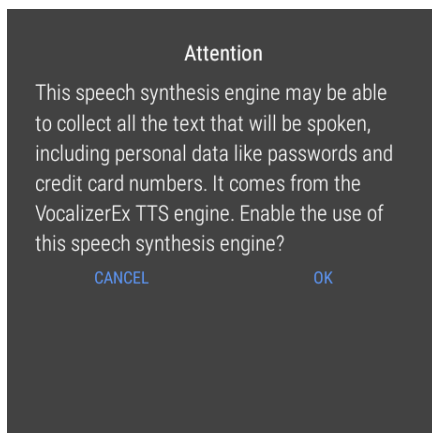 Attention
This speech synthesis engine may be able
to collect all the text that will be spoken,
including personal data like passwords and
credit card numbers. It comes from the
VocalizerEx TTS engine. Enable the use of
this speech synthesis engine?
CANCEL OK